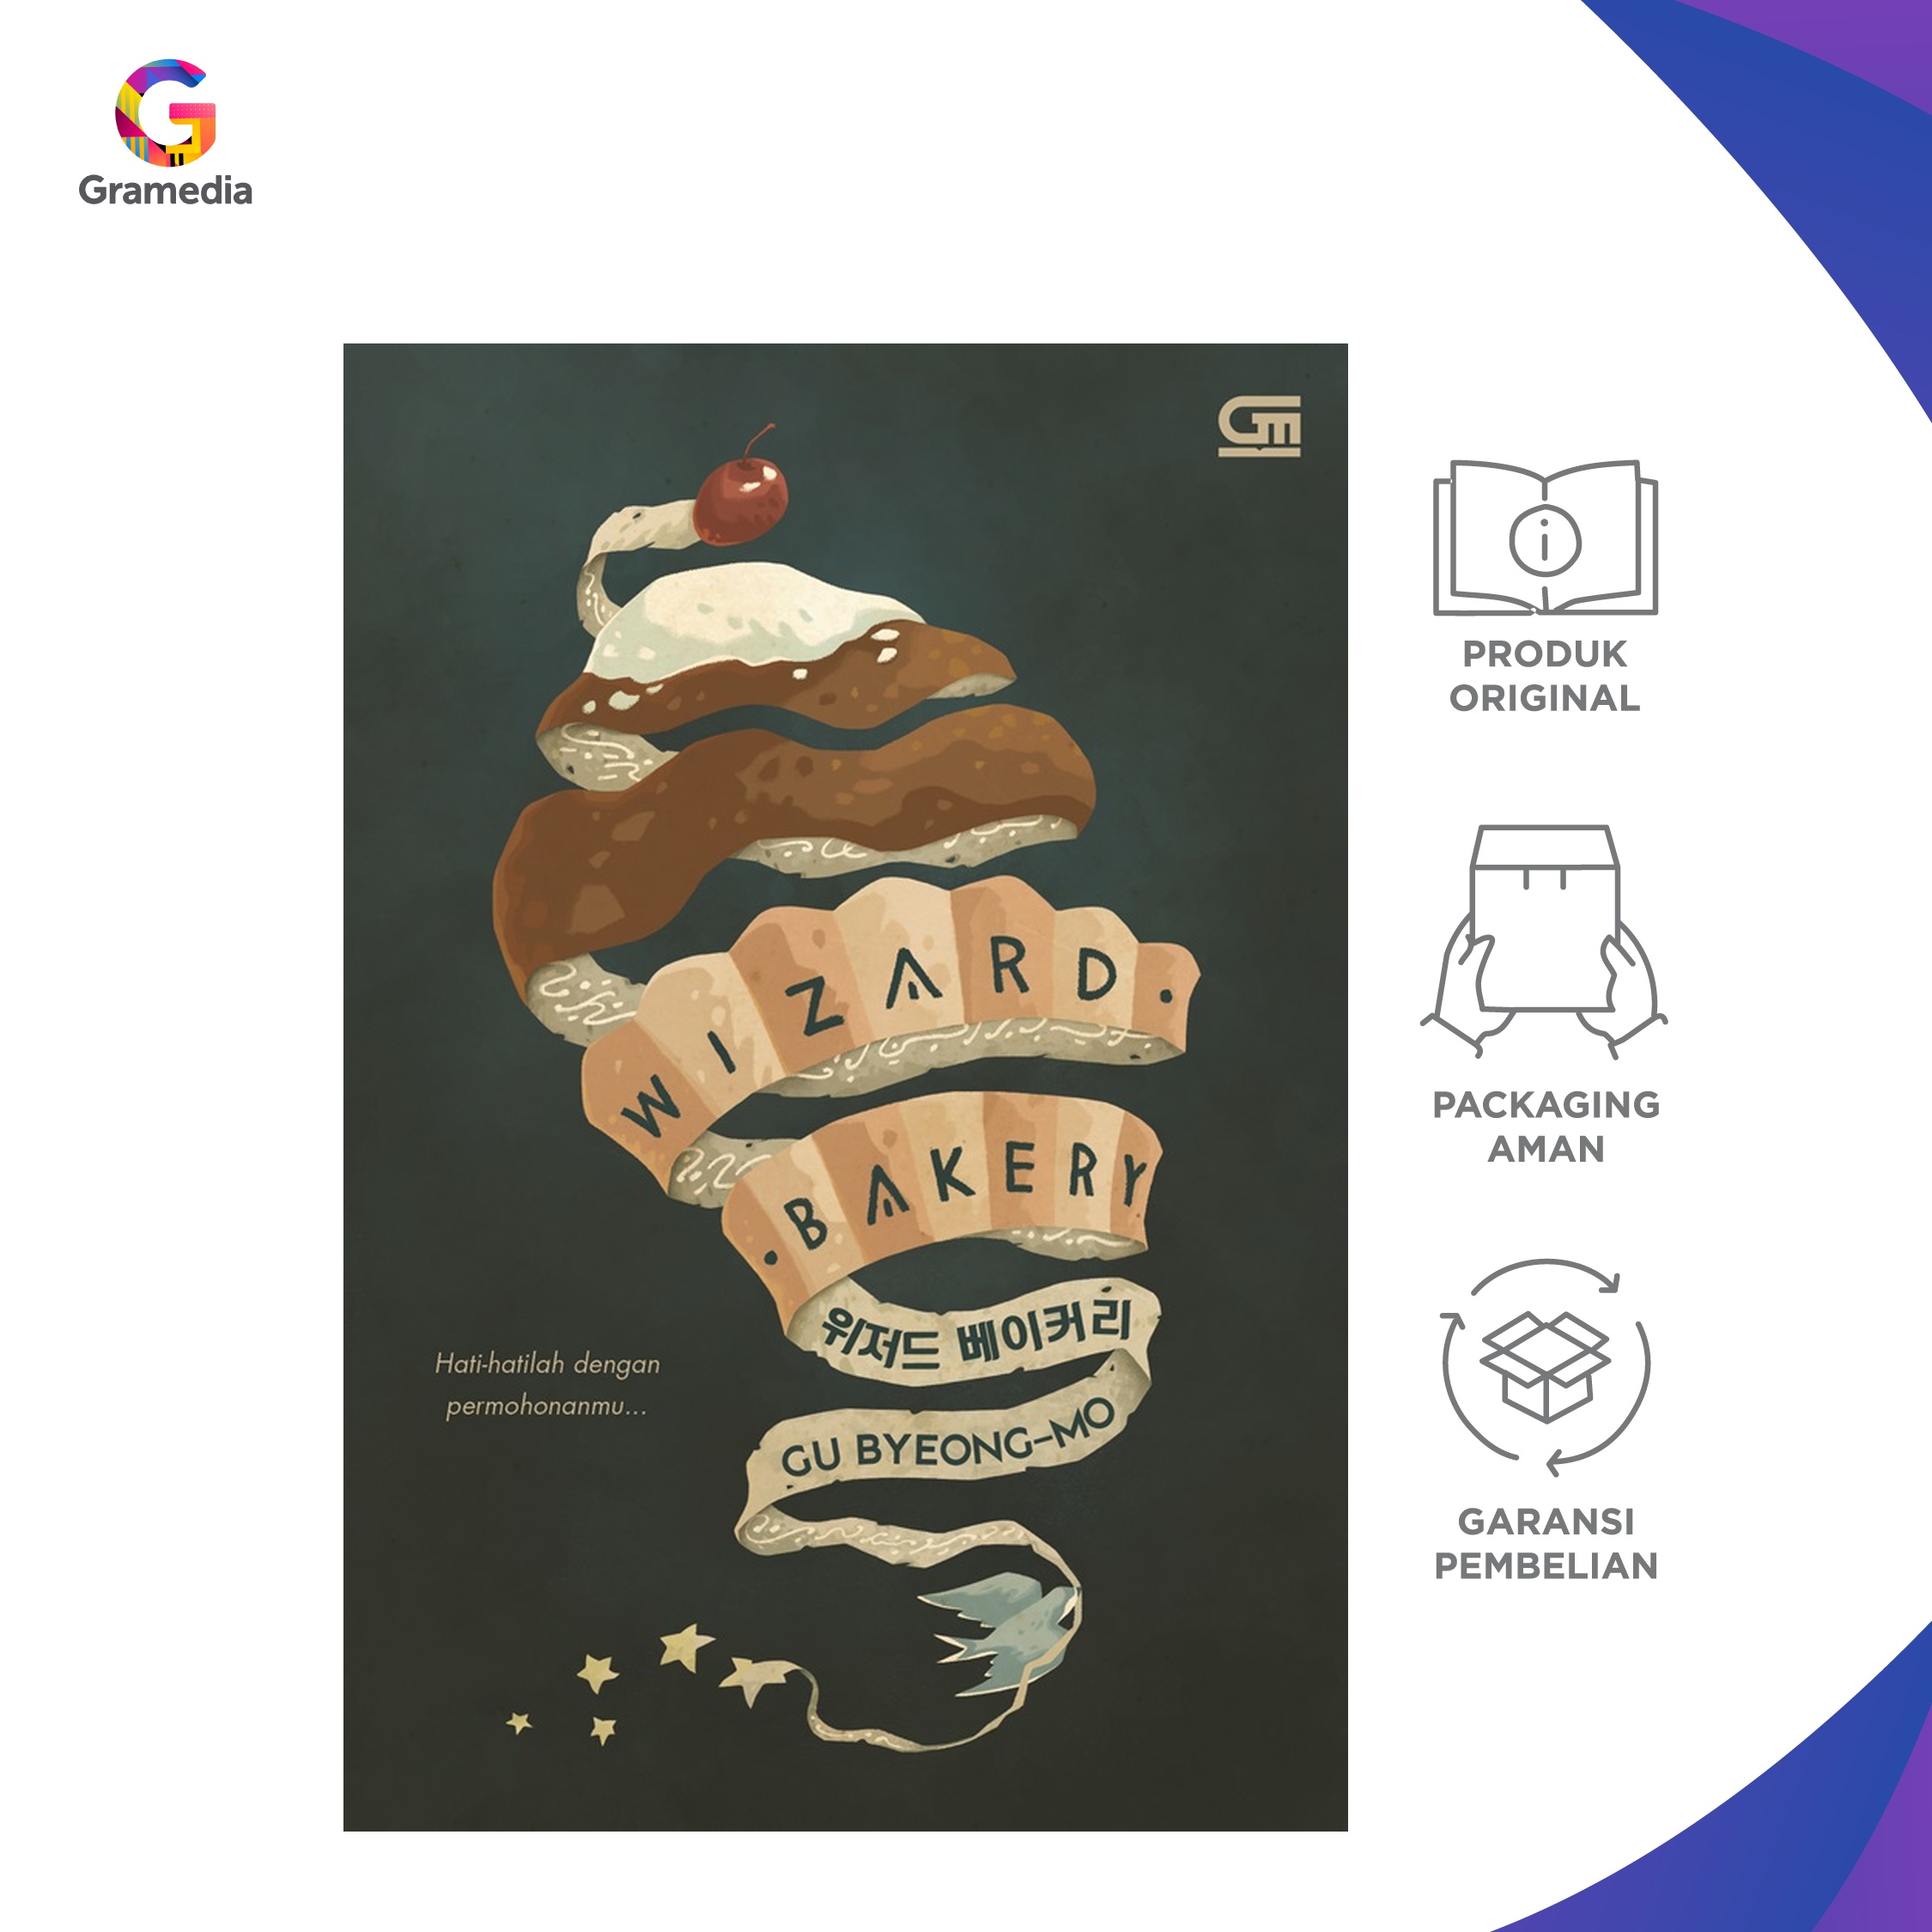 Gramedia
GM
WIZARD.
·BAKERY
위저드 베이커리
GU BYEONG-MO
Hati-hatilah dengan
permohonanmu...
PRODUK
ORIGINAL
PACKAGING
AMAN
GARANSI
PEMBELIAN